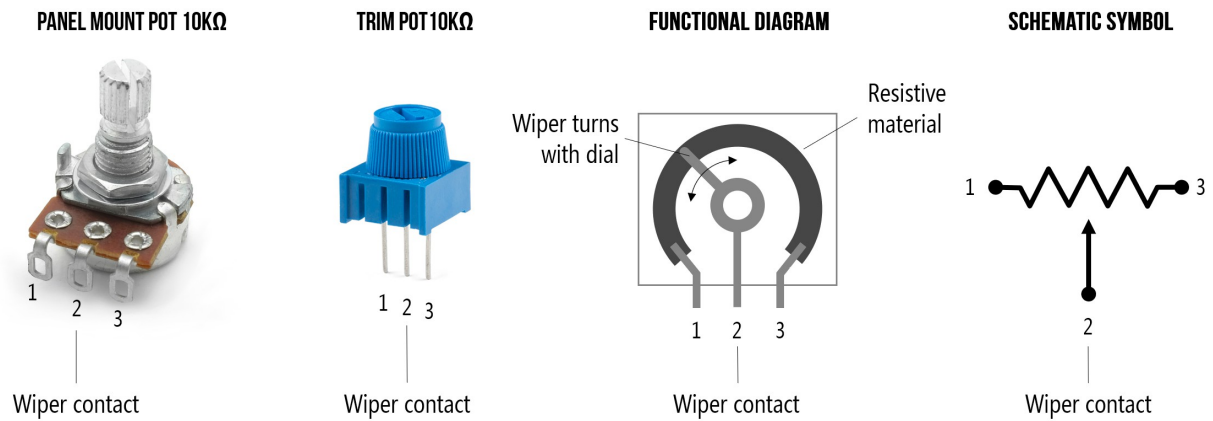 PANEL MOUNT POT 10KΩ
TRIM POT10KΩ
FUNCTIONAL DIAGRAM
SCHEMATIC SYMBOL
1
2
3
Wiper contact
1
2
3
Wiper contact
Wiper turns
with dial
Resistive
material
1
2
3
Wiper contact
1
3
2
Wiper contact